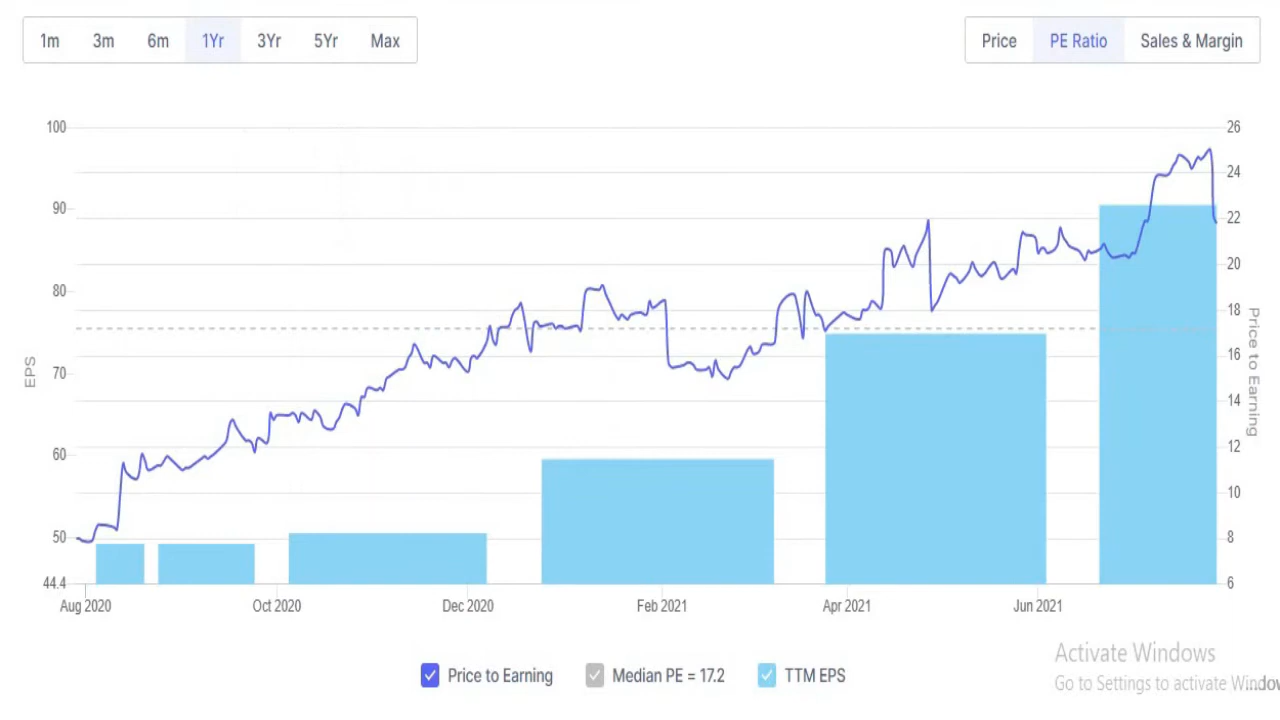 1m 3m 6m 1Yr 3Yr 5Yr Max
Price PE Ratio Sales & Margin
100
90
80
70
60
50
44.4
EPS
26
24
22
20
18
16
14
12
10
8
6
Price to Earning
Aug 2020 Oct 2020 Dec 2020 Feb 2021 Apr 2021 Jun 2021
Price to Earning Median PE = 17.2 TTM EPS
Activate Windows
Go to Settings to activate Window